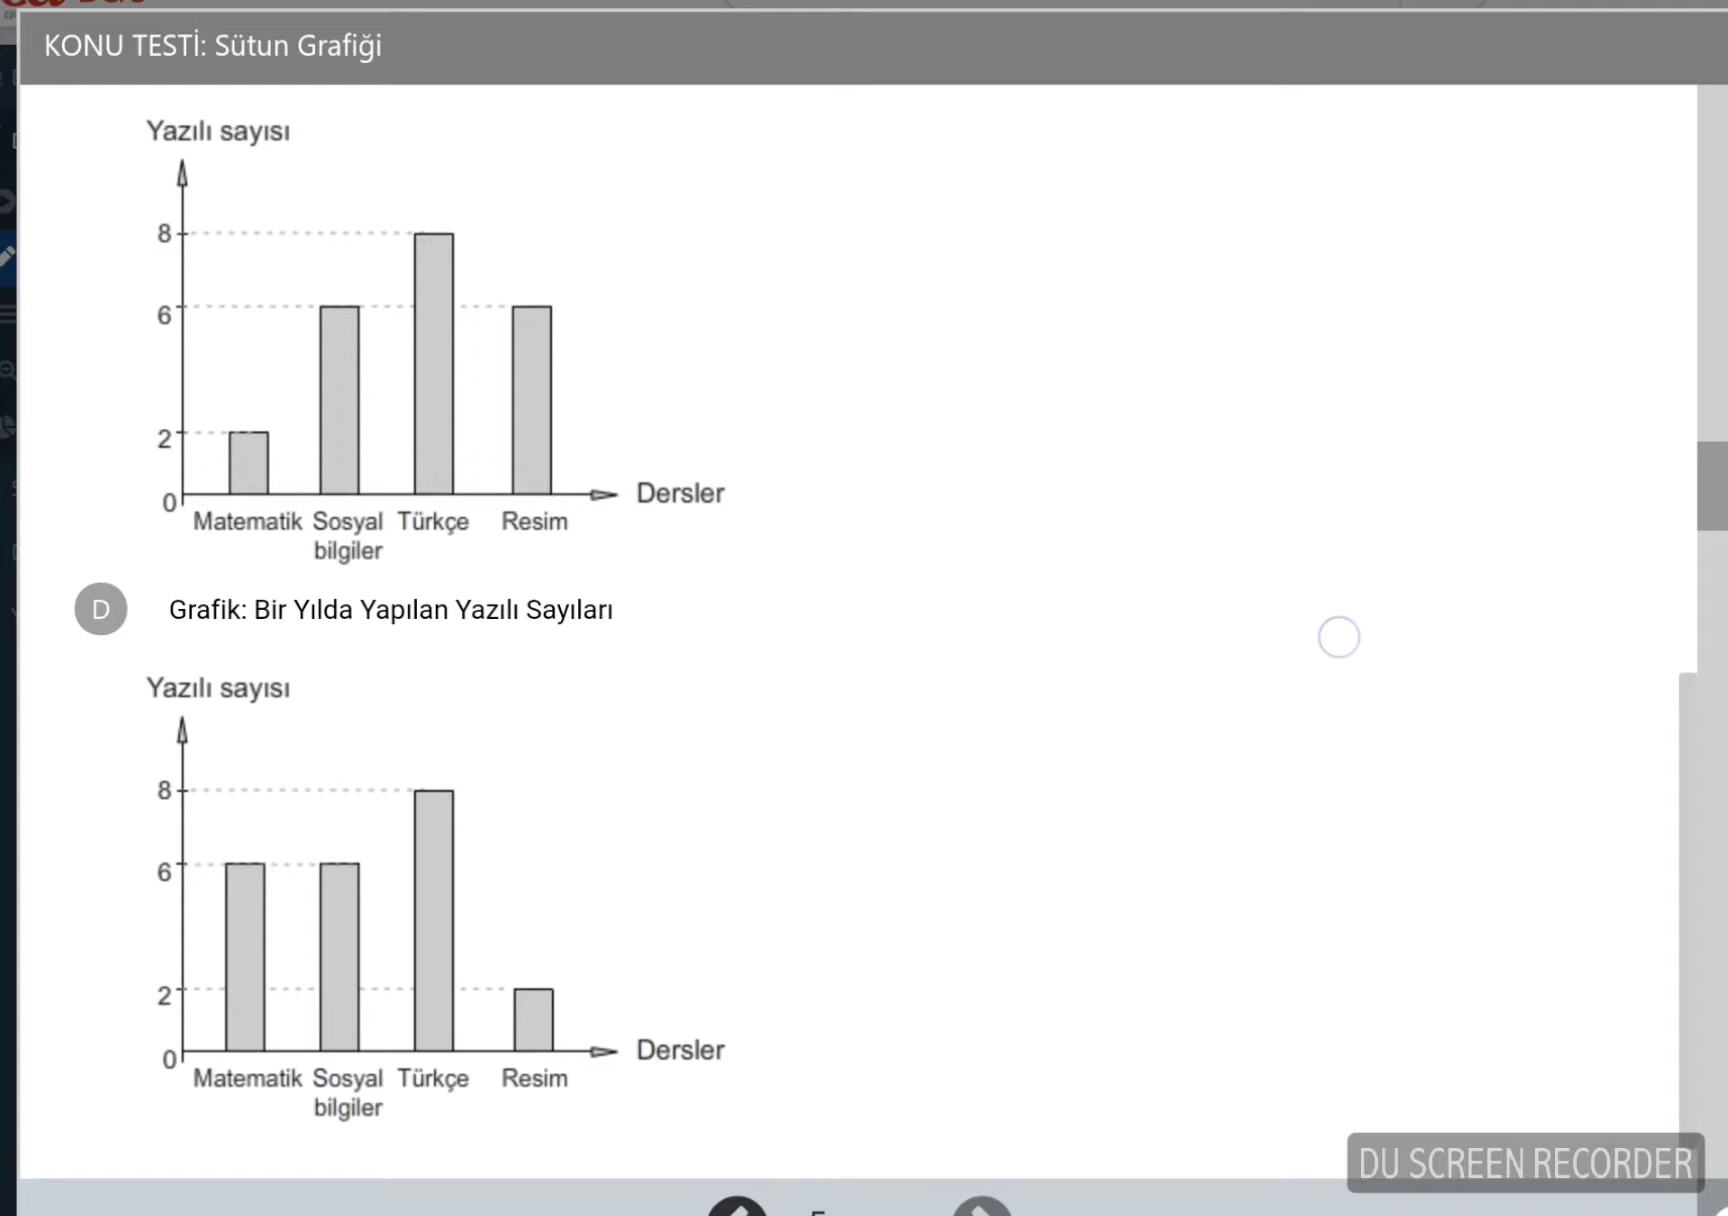 KONU TESTİ: Sütun Grafiği
Yazılı sayısı
8
6
2
0
Dersler
Matematik Sosyal bilgiler Türkçe Resim
D Grafik: Bir Yılda Yapılan Yazılı Sayıları
Yazılı sayısı
8
6
2
0
Dersler
Matematik Sosyal bilgiler Türkçe Resim
DU SCREEN RECORDER